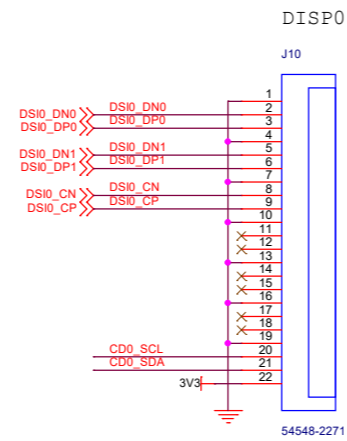 DISP0
J10
1
DSI0_DN0 DSI0_DN0 2
DSI0_DP0 DSI0_DP0 3
4
DSI0_DN1 DSI0_DN1 5
DSI0_DP1 DSI0_DP1 6
7
DSI0_CN DSI0_CN 8
DSI0_CP DSI0_CP 9
10
11
12
13
14
15
16
17
18
19
CD0_SCL 20
CD0_SDA 21
3V3 22
54548-2271